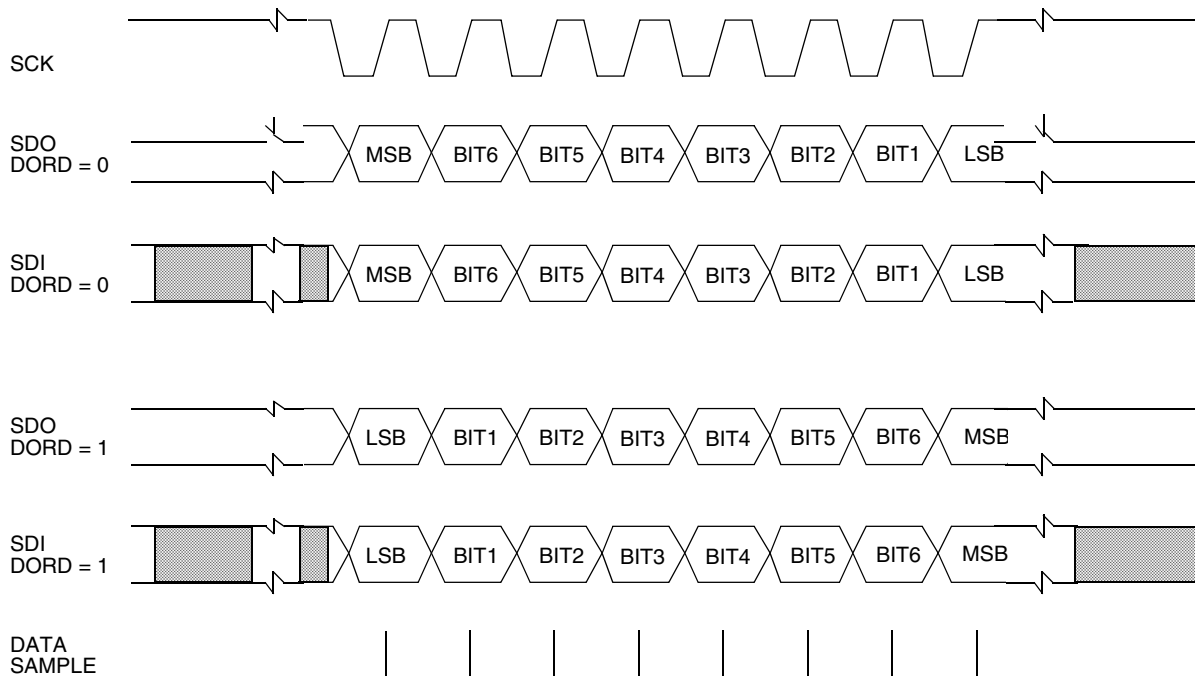 SCK
SDO
DORD = 0
MSB BIT6 BIT5 BIT4 BIT3 BIT2 BIT1 LSB
SDI
DORD = 0
MSB BIT6 BIT5 BIT4 BIT3 BIT2 BIT1 LSB
SDO
DORD = 1
LSB BIT1 BIT2 BIT3 BIT4 BIT5 BIT6 MSB
SDI
DORD = 1
LSB BIT1 BIT2 BIT3 BIT4 BIT5 BIT6 MSB
DATA
SAMPLE